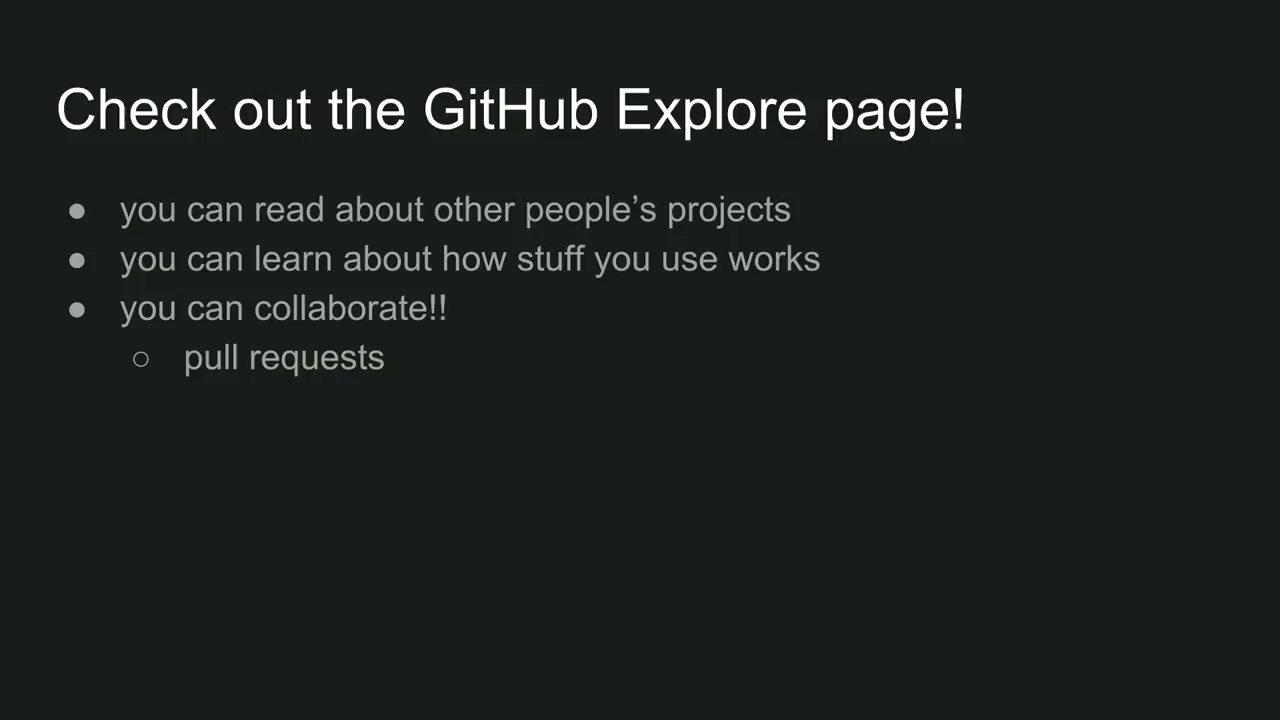 Check out the GitHub Explore page!
● you can read about other people’s projects
● you can learn about how stuff you use works
● you can collaborate!!
○ pull requests